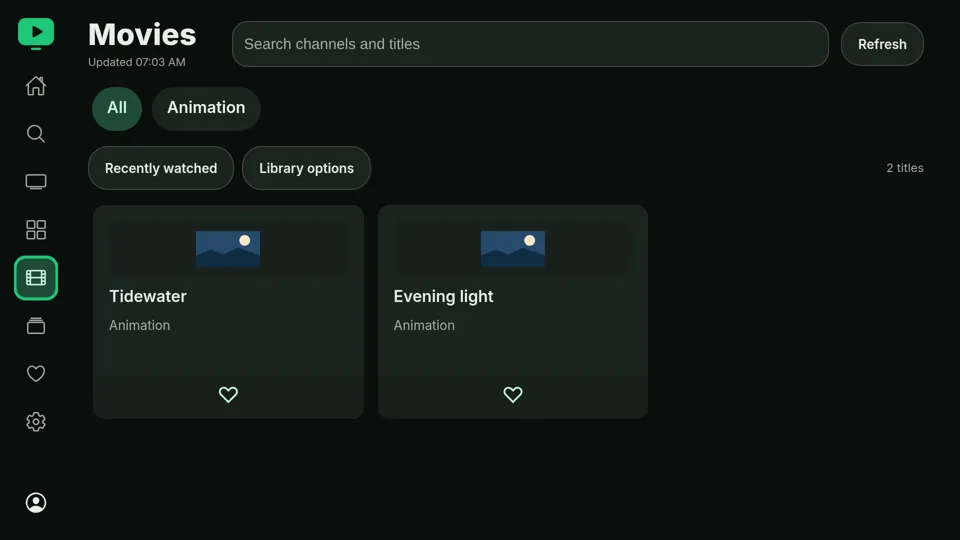 Movies
Updated 07:03 AM
Search channels and titles
Refresh
All
Animation
Recently watched
Library options
2 titles
Tidewater
Animation
Evening light
Animation